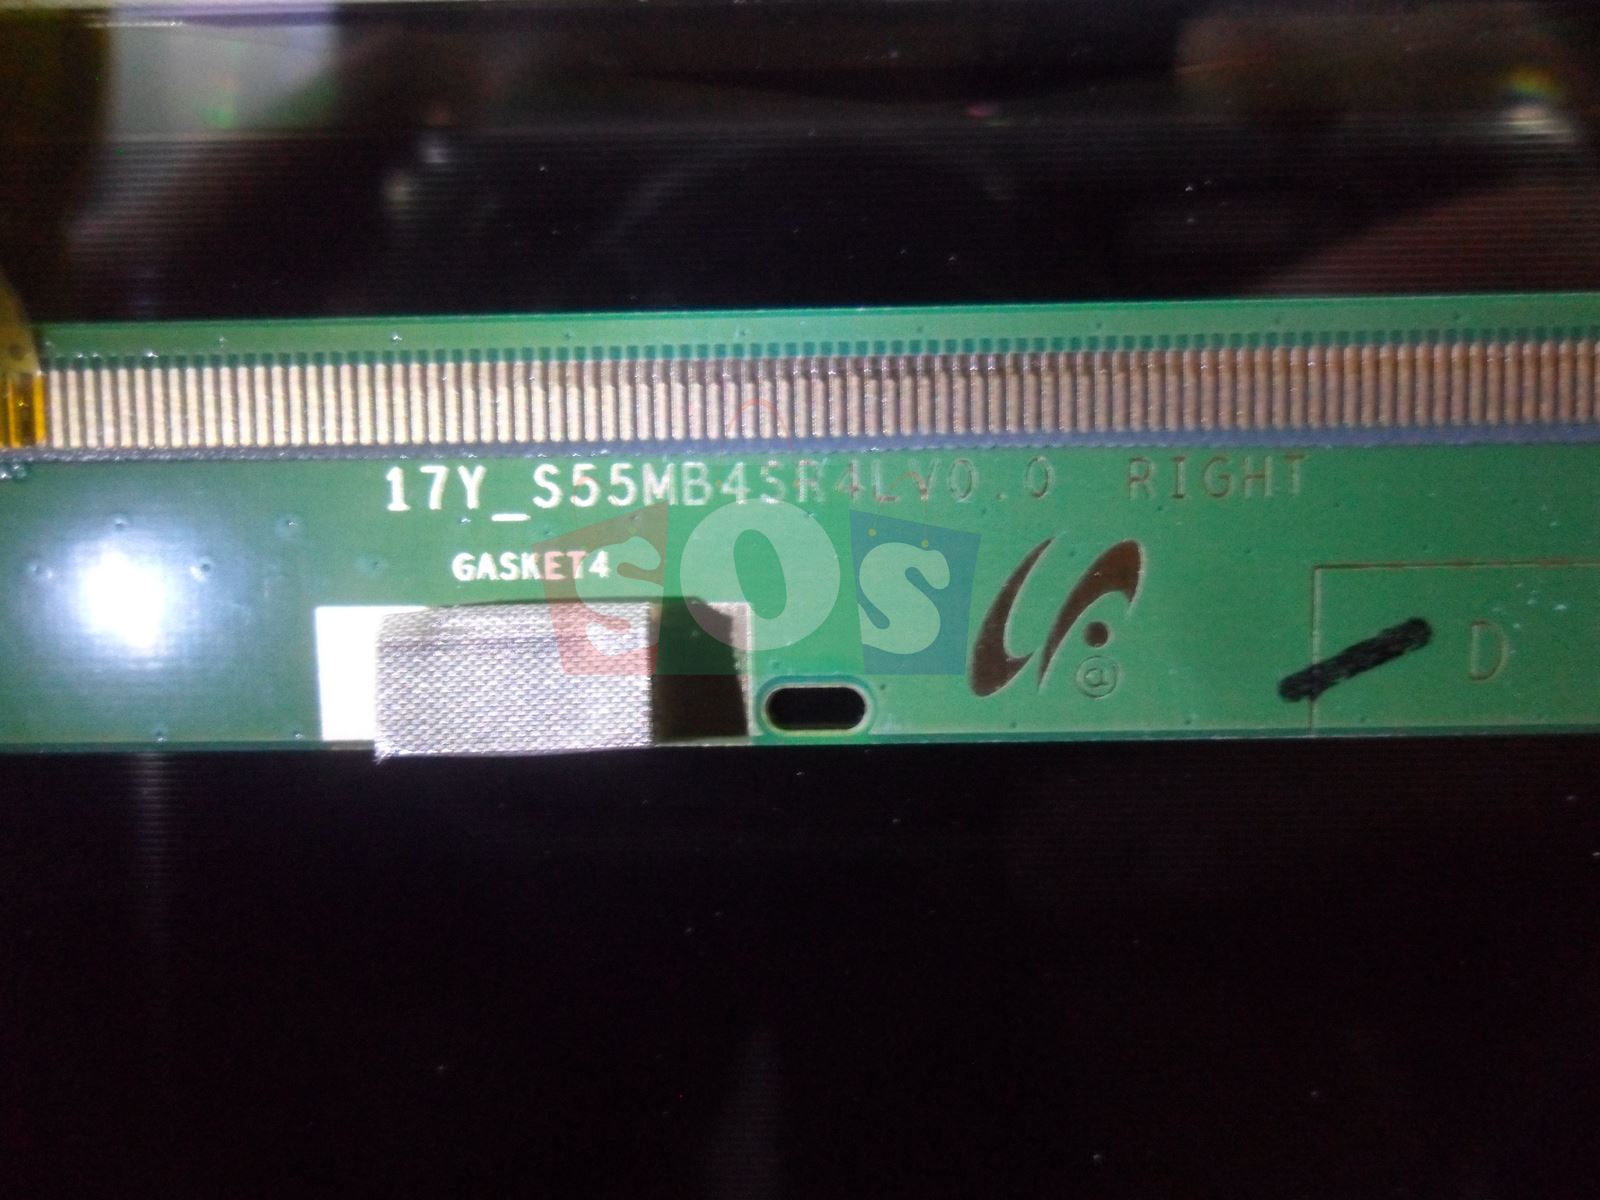 17Y_S55MB4SR4LV0.0 RIGHT
GASKET4
SOS
@
D